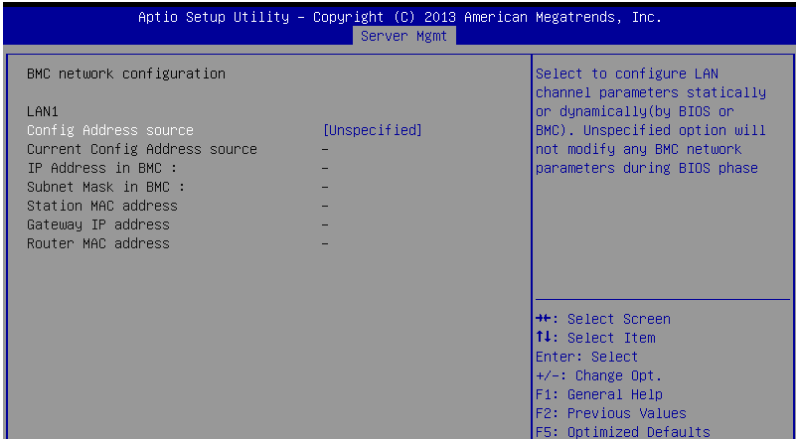 Aptio Setup Utility – Copyright (C) 2013 American Megatrends, Inc.
Server Mgmt
BMC network configuration
LAN1
Config Address source [Unspecified]
Current Config Address source –
IP Address in BMC : –
Subnet Mask in BMC : –
Station MAC address –
Gateway IP address –
Router MAC address –
Select to configure LAN
channel parameters statically
or dynamically(by BIOS or
BMC). Unspecified option will
not modify any BMC network
parameters during BIOS phase
→←: Select Screen
↑↓: Select Item
Enter: Select
+/-: Change Opt.
F1: General Help
F2: Previous Values
F5: Optimized Defaults